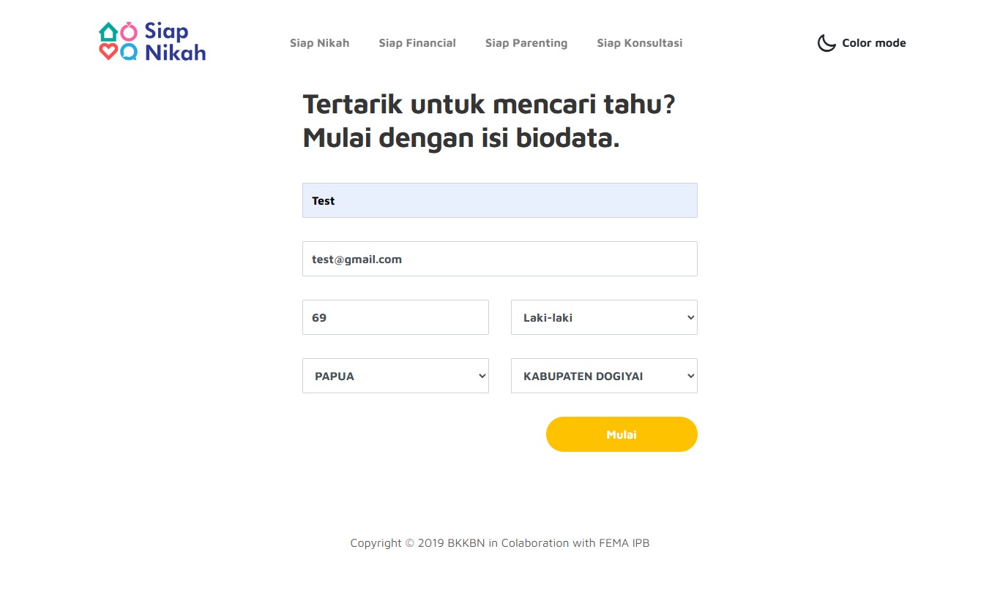 Siap
Nikah
Siap Nikah
Siap Financial
Siap Parenting
Siap Konsultasi
Color mode
Tertarik untuk mencari tahu?
Mulai dengan isi biodata.
Test
test@gmail.com
69
Laki-laki
PAPUA
KABUPATEN DOGIYAI
Mulai
Copyright © 2019 BKKBN in Colaboration with FEMA IPB